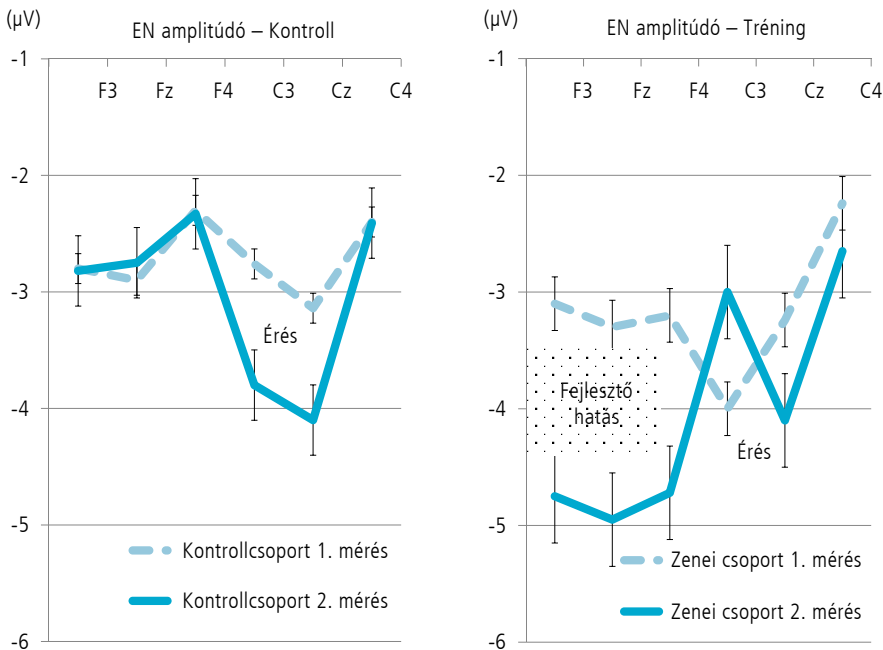 (µV)
EN amplitúdó – Kontroll
-1
F3 Fz F4 C3 Cz C4
-2
-3
Érés
-4
-5
Kontrollcsoport 1. mérés
Kontrollcsoport 2. mérés
-6
(µV)
EN amplitúdó – Tréning
-1
F3 Fz F4 C3 Cz C4
-2
-3
Fejlesztő
hatás
-4
Érés
-5
Zenei csoport 1. mérés
Zenei csoport 2. mérés
-6